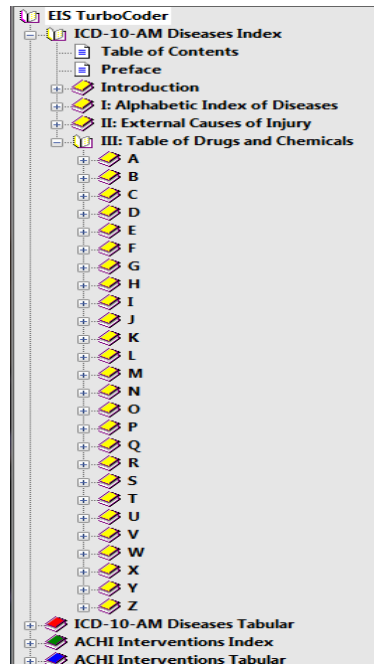 EIS TurboCoder
ICD-10-AM Diseases Index
Table of Contents
Preface
Introduction
I: Alphabetic Index of Diseases
II: External Causes of Injury
III: Table of Drugs and Chemicals
A
B
C
D
E
F
G
H
I
J
K
L
M
N
O
P
Q
R
S
T
U
V
W
X
Y
Z
ICD-10-AM Diseases Tabular
ACHI Interventions Index
ACHI Interventions Tabular